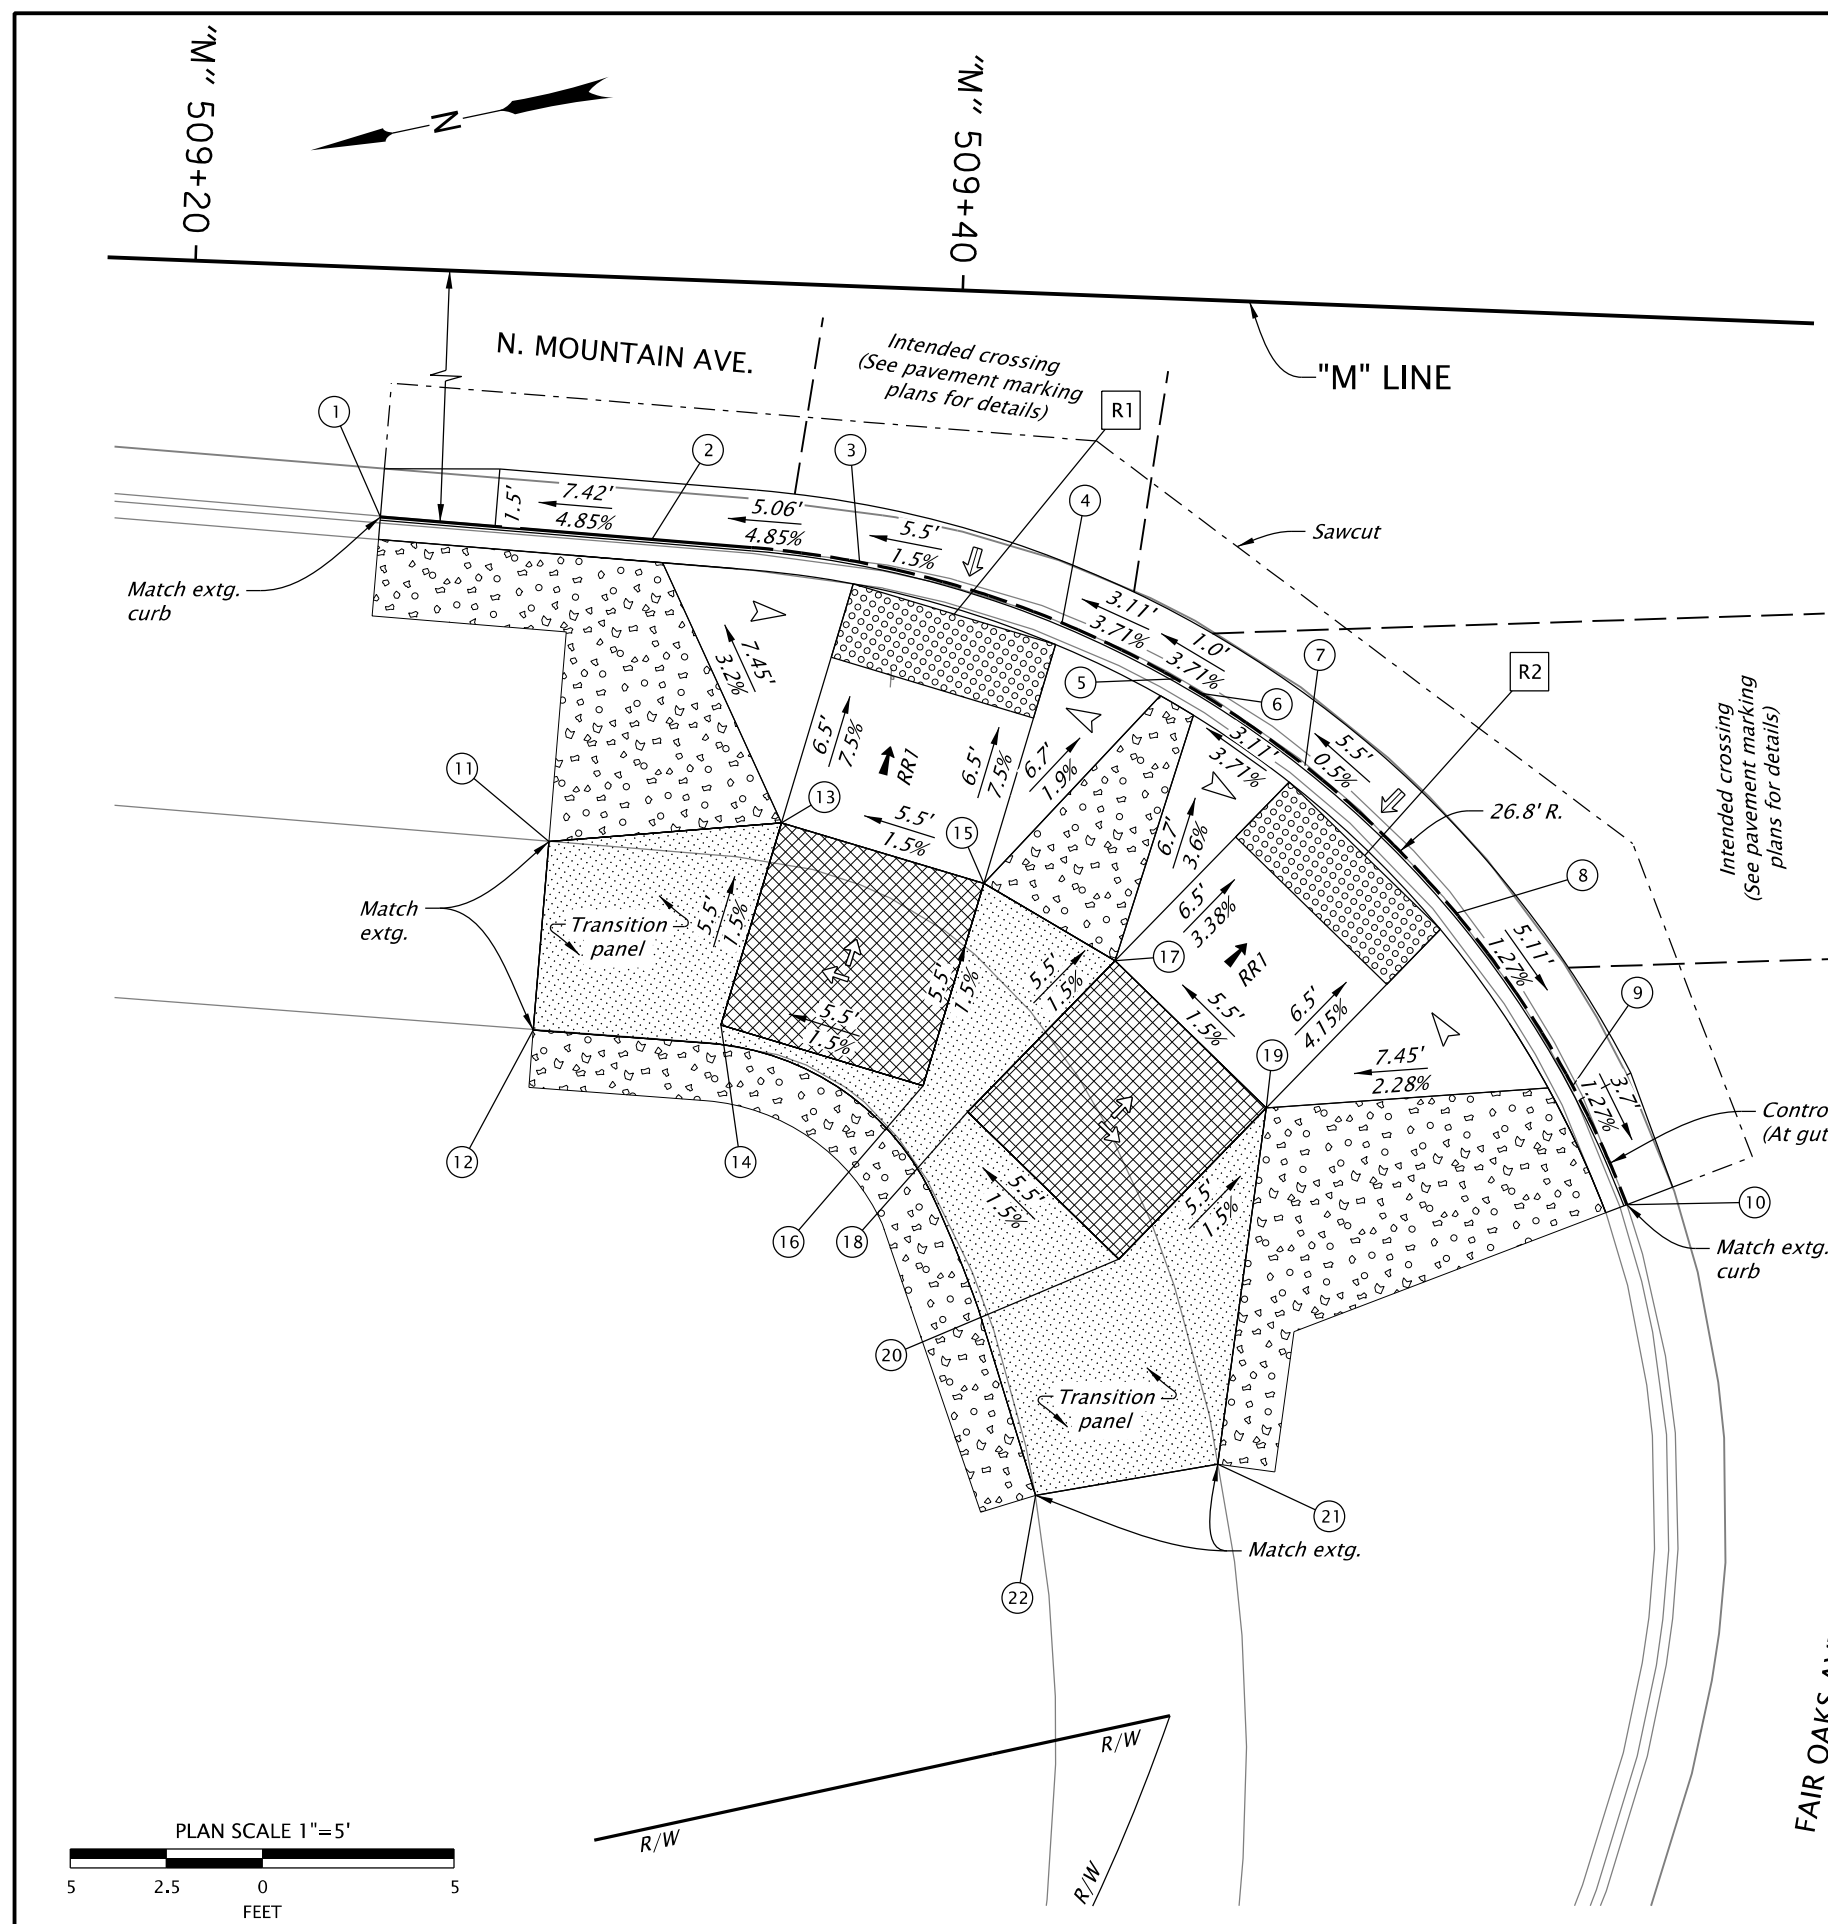 "M" 509+20
N
"M" 509+40
N. MOUNTAIN AVE.
Intended crossing
(See pavement marking
plans for details)
R1
"M" LINE
1
2
3
4
1.5'
7.42'
4.85%
5.06'
4.85%
5.5'
1.5%
Sawcut
Match extg.
curb
3.11'
3.71%
1.0'
3.71%
7
R2
5
6
7.45'
3.2%
6.5'
7.5%
RR1
6.5'
7.5%
6.7'
1.9%
3.11'
3.71%
5.5'
0.5%
26.8' R.
Intended crossing
(See pavement marking
plans for details)
11
13
5.5'
1.5%
15
6.7'
3.6%
6.5'
3.38%
RR1
8
Match
extg.
Transition
panel
5.5'
1.5%
5.5'
1.5%
5.5'
1.5%
17
5.5'
1.5%
6.5'
4.15%
5.11'
1.27%
9
5.5'
1.5%
19
7.45'
2.28%
3.7'
1.27%
Contro
(At gut
12
14
16
18
5.5'
1.5%
5.5'
1.5%
10
Match extg.
curb
20
Transition
panel
21
Match extg.
22
R/W
R/W
R/W
FAIR OAKS AV
PLAN SCALE 1"=5'
5 2.5 0 5
FEET